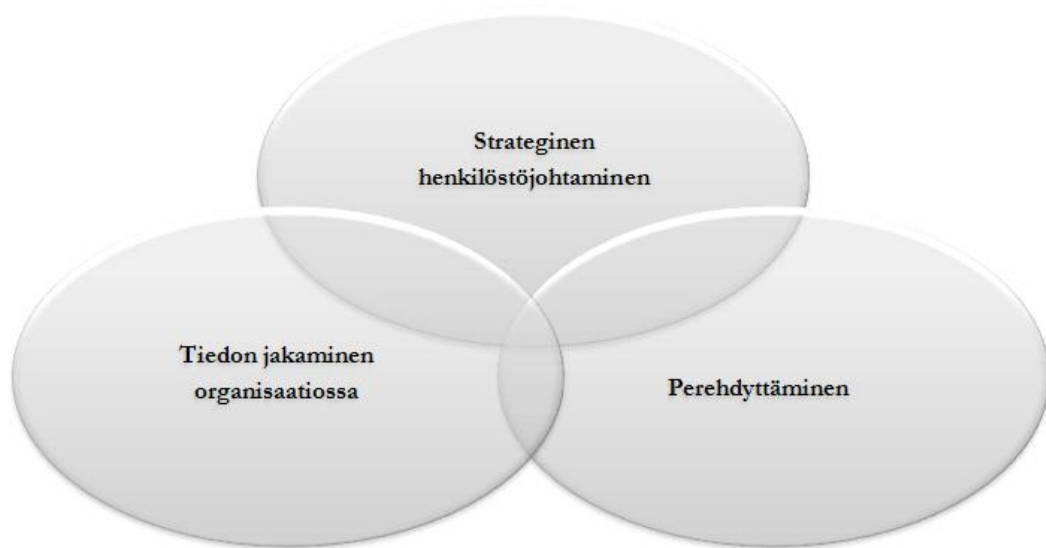 Strateginen
henkilöstöjohtaminen
Tiedon jakaminen
organisaatiossa
Perehdyttäminen